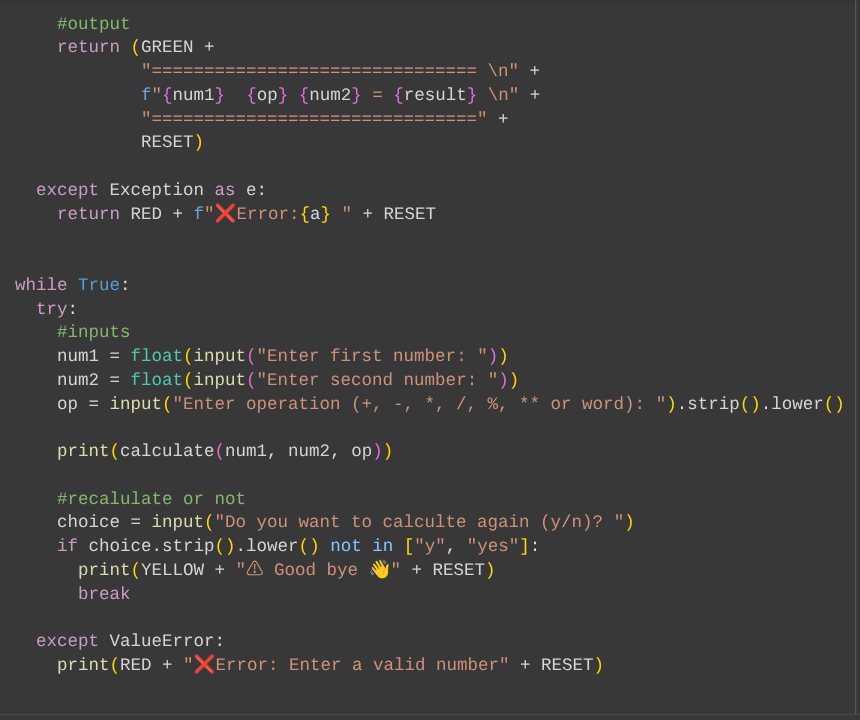 #output
return (GREEN +
"=============================== \n" +
f"{num1}  {op} {num2} = {result} \n" +
"===============================" +
RESET)
except Exception as e:
return RED + f"❌Error:{a} " + RESET
while True:
try:
#inputs
num1 = float(input("Enter first number: "))
num2 = float(input("Enter second number: "))
op = input("Enter operation (+, -, *, /, %, ** or word): ").strip().lower()
print(calculate(num1, num2, op))
#recalulate or not
choice = input("Do you want to calculte again (y/n)? ")
if choice.strip().lower() not in ["y", "yes"]:
print(YELLOW + "⚠ Good bye 👋" + RESET)
break
except ValueError:
print(RED + "❌Error: Enter a valid number" + RESET)